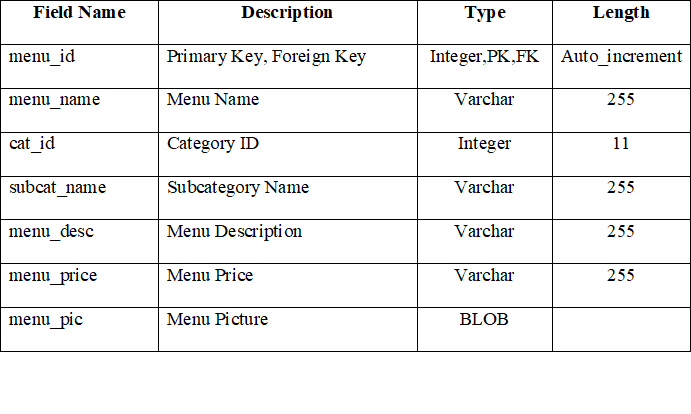 Field Name Description Type Length
menu_id Primary Key, Foreign Key Integer,PK,FK Auto_increment
menu_name Menu Name Varchar 255
cat_id Category ID Integer 11
subcat_name Subcategory Name Varchar 255
menu_desc Menu Description Varchar 255
menu_price Menu Price Varchar 255
menu_pic Menu Picture BLOB